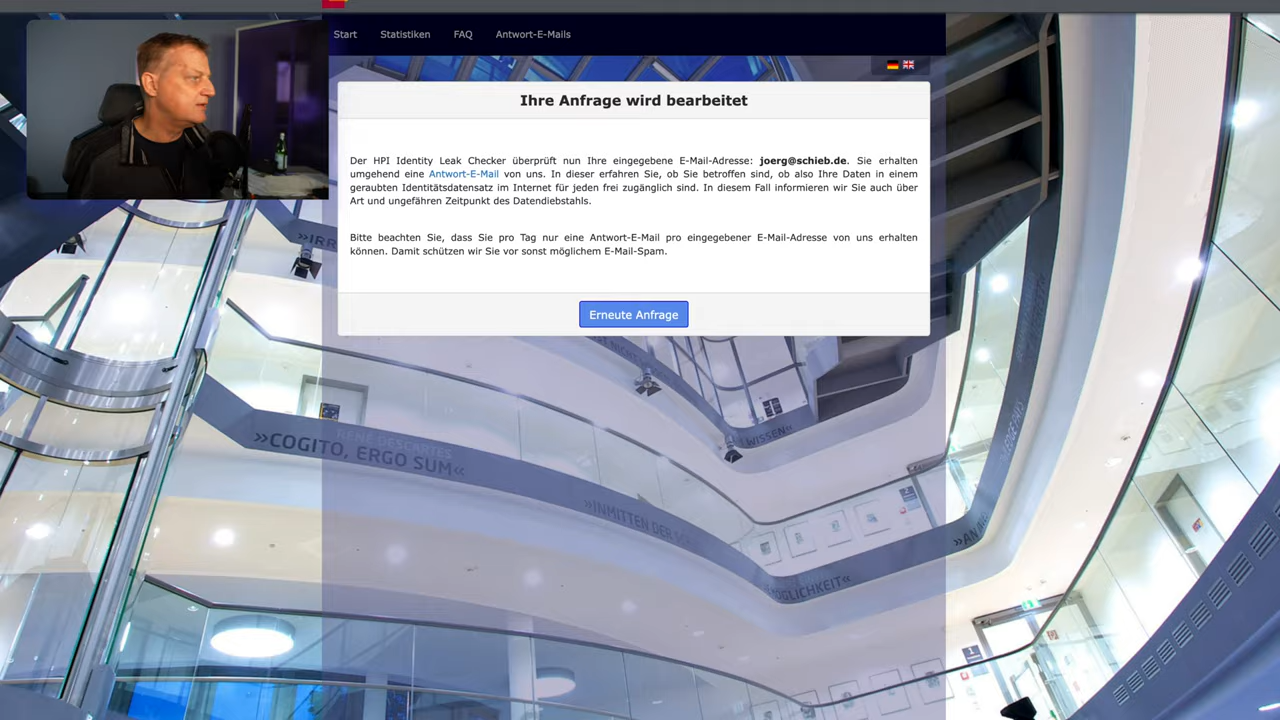 Start Statistiken FAQ Antwort-E-Mails
Ihre Anfrage wird bearbeitet
Der HPI Identity Leak Checker überprüft nun Ihre eingegebene E-Mail-Adresse: joerg@schieb.de. Sie erhalten
umgehend eine Antwort-E-Mail von uns. In dieser erfahren Sie, ob Sie betroffen sind, ob also Ihre Daten in einem
geraubten Identitätsdatensatz im Internet für jeden frei zugänglich sind. In diesem Fall informieren wir Sie auch über
Art und ungefähren Zeitpunkt des Datendiebstahls.
Bitte beachten Sie, dass Sie pro Tag nur eine Antwort-E-Mail pro eingegebener E-Mail-Adresse von uns erhalten
können. Damit schützen wir Sie vor sonst möglichem E-Mail-Spam.
Erneute Anfrage
»IRR
WISSEN«
RENÉ DESCARTES
»COGITO, ERGO SUM«
»INMITTEN DER
MÖGLICHKEIT«